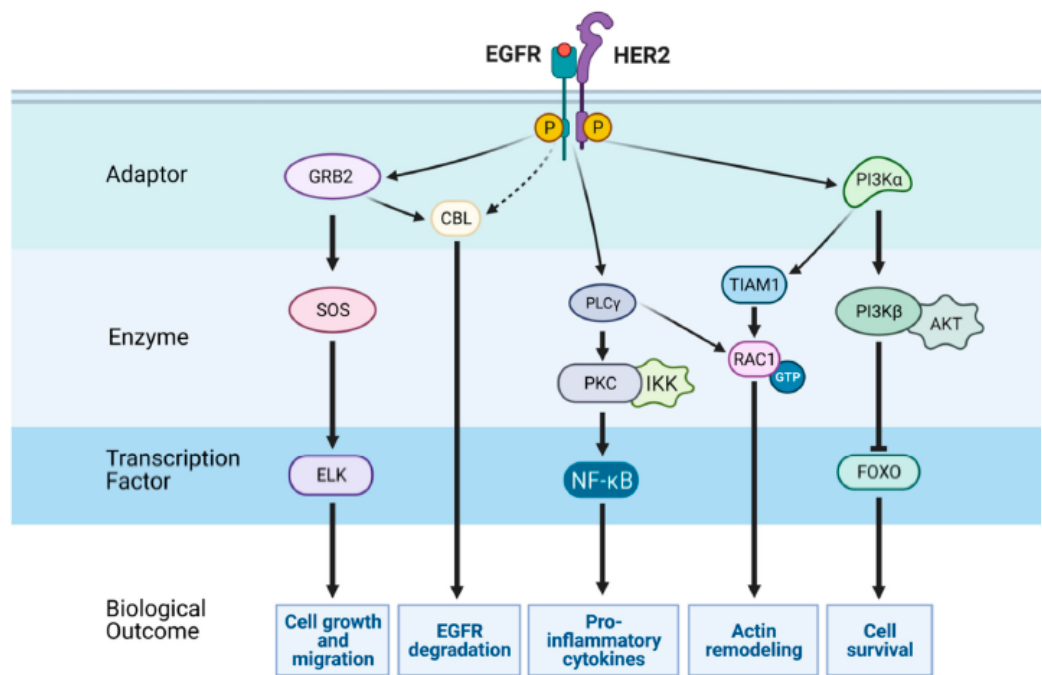 EGFR
HER2
P
P
Adaptor
GRB2
CBL
PI3Kα
Enzyme
SOS
PLCγ
TIAM1
PI3Kβ
AKT
RAC1
GTP
PKC
IKK
Transcription
Factor
ELK
NF-κB
FOXO
Biological
Outcome
Cell growth
and
migration
EGFR
degradation
Pro-
inflammatory
cytokines
Actin
remodeling
Cell
survival